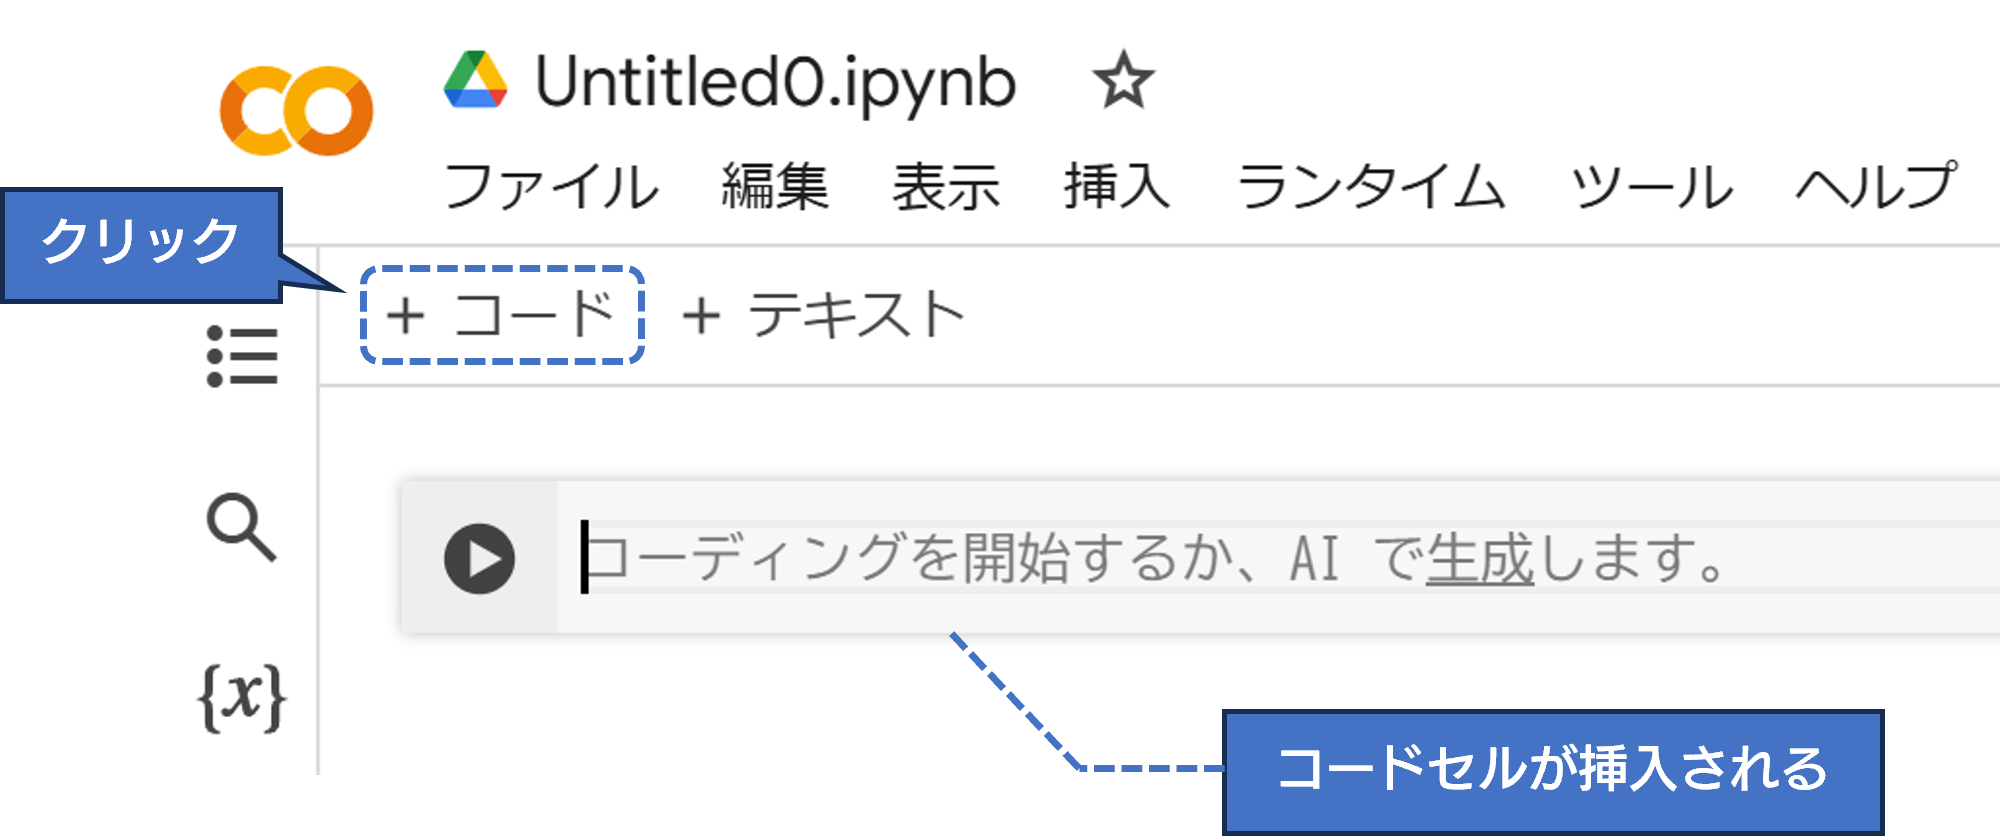 Untitled0.ipynb
ファイル 編集 表示 挿入 ランタイム ツール ヘルプ
クリック
+ コード + テキスト
{x}
コーディングを開始するか、AI で生成します。
コードセルが挿入される